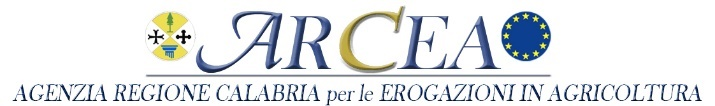 ARCEA
AGENZIA REGIONE CALABRIA per le EROGAZIONI IN AGRICOLTURA